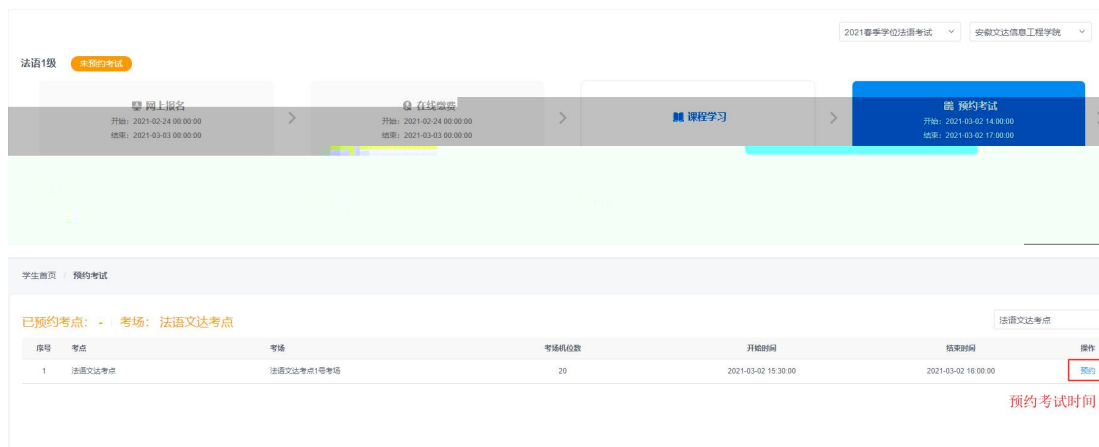 2021春季学位法语考试 安徽文达信息工程学院
法语1级 未预约考试
网上报名
开始: 2021-02-24 00:00:00
结束: 2021-03-03 00:00:00
在线缴费
开始: 2021-02-24 00:00:00
结束: 2021-03-03 00:00:00
课程学习
预约考试
开始: 2021-03-02 14:00:00
结束: 2021-03-02 17:00:00
学生首页 / 预约考试
已预约考点: - 考场: 法语文达考点
法语文达考点
序号 考点 考场 考场机位数 开始时间 结束时间 操作
1 法语文达考点 法语文达考点1号考场 20 2021-03-02 15:30:00 2021-03-02 16:00:00 预约
预约考试时间